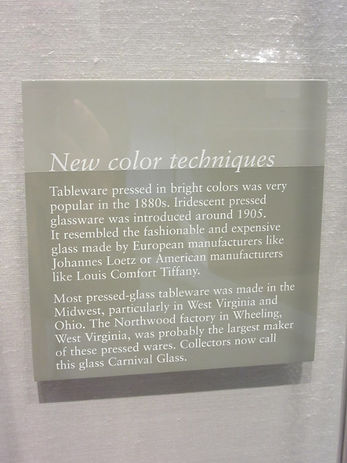 New color techniques
Tableware pressed in bright colors was very
popular in the 1880s. Iridescent pressed
glassware was introduced around 1905.
It resembled the fashionable and expensive
glass made by European manufacturers like
Johannes Loetz or American manufacturers
like Louis Comfort Tiffany.
Most pressed-glass tableware was made in the
Midwest, particularly in West Virginia and
Ohio. The Northwood factory in Wheeling,
West Virginia, was probably the largest maker
of these pressed wares. Collectors now call
this glass Carnival Glass.